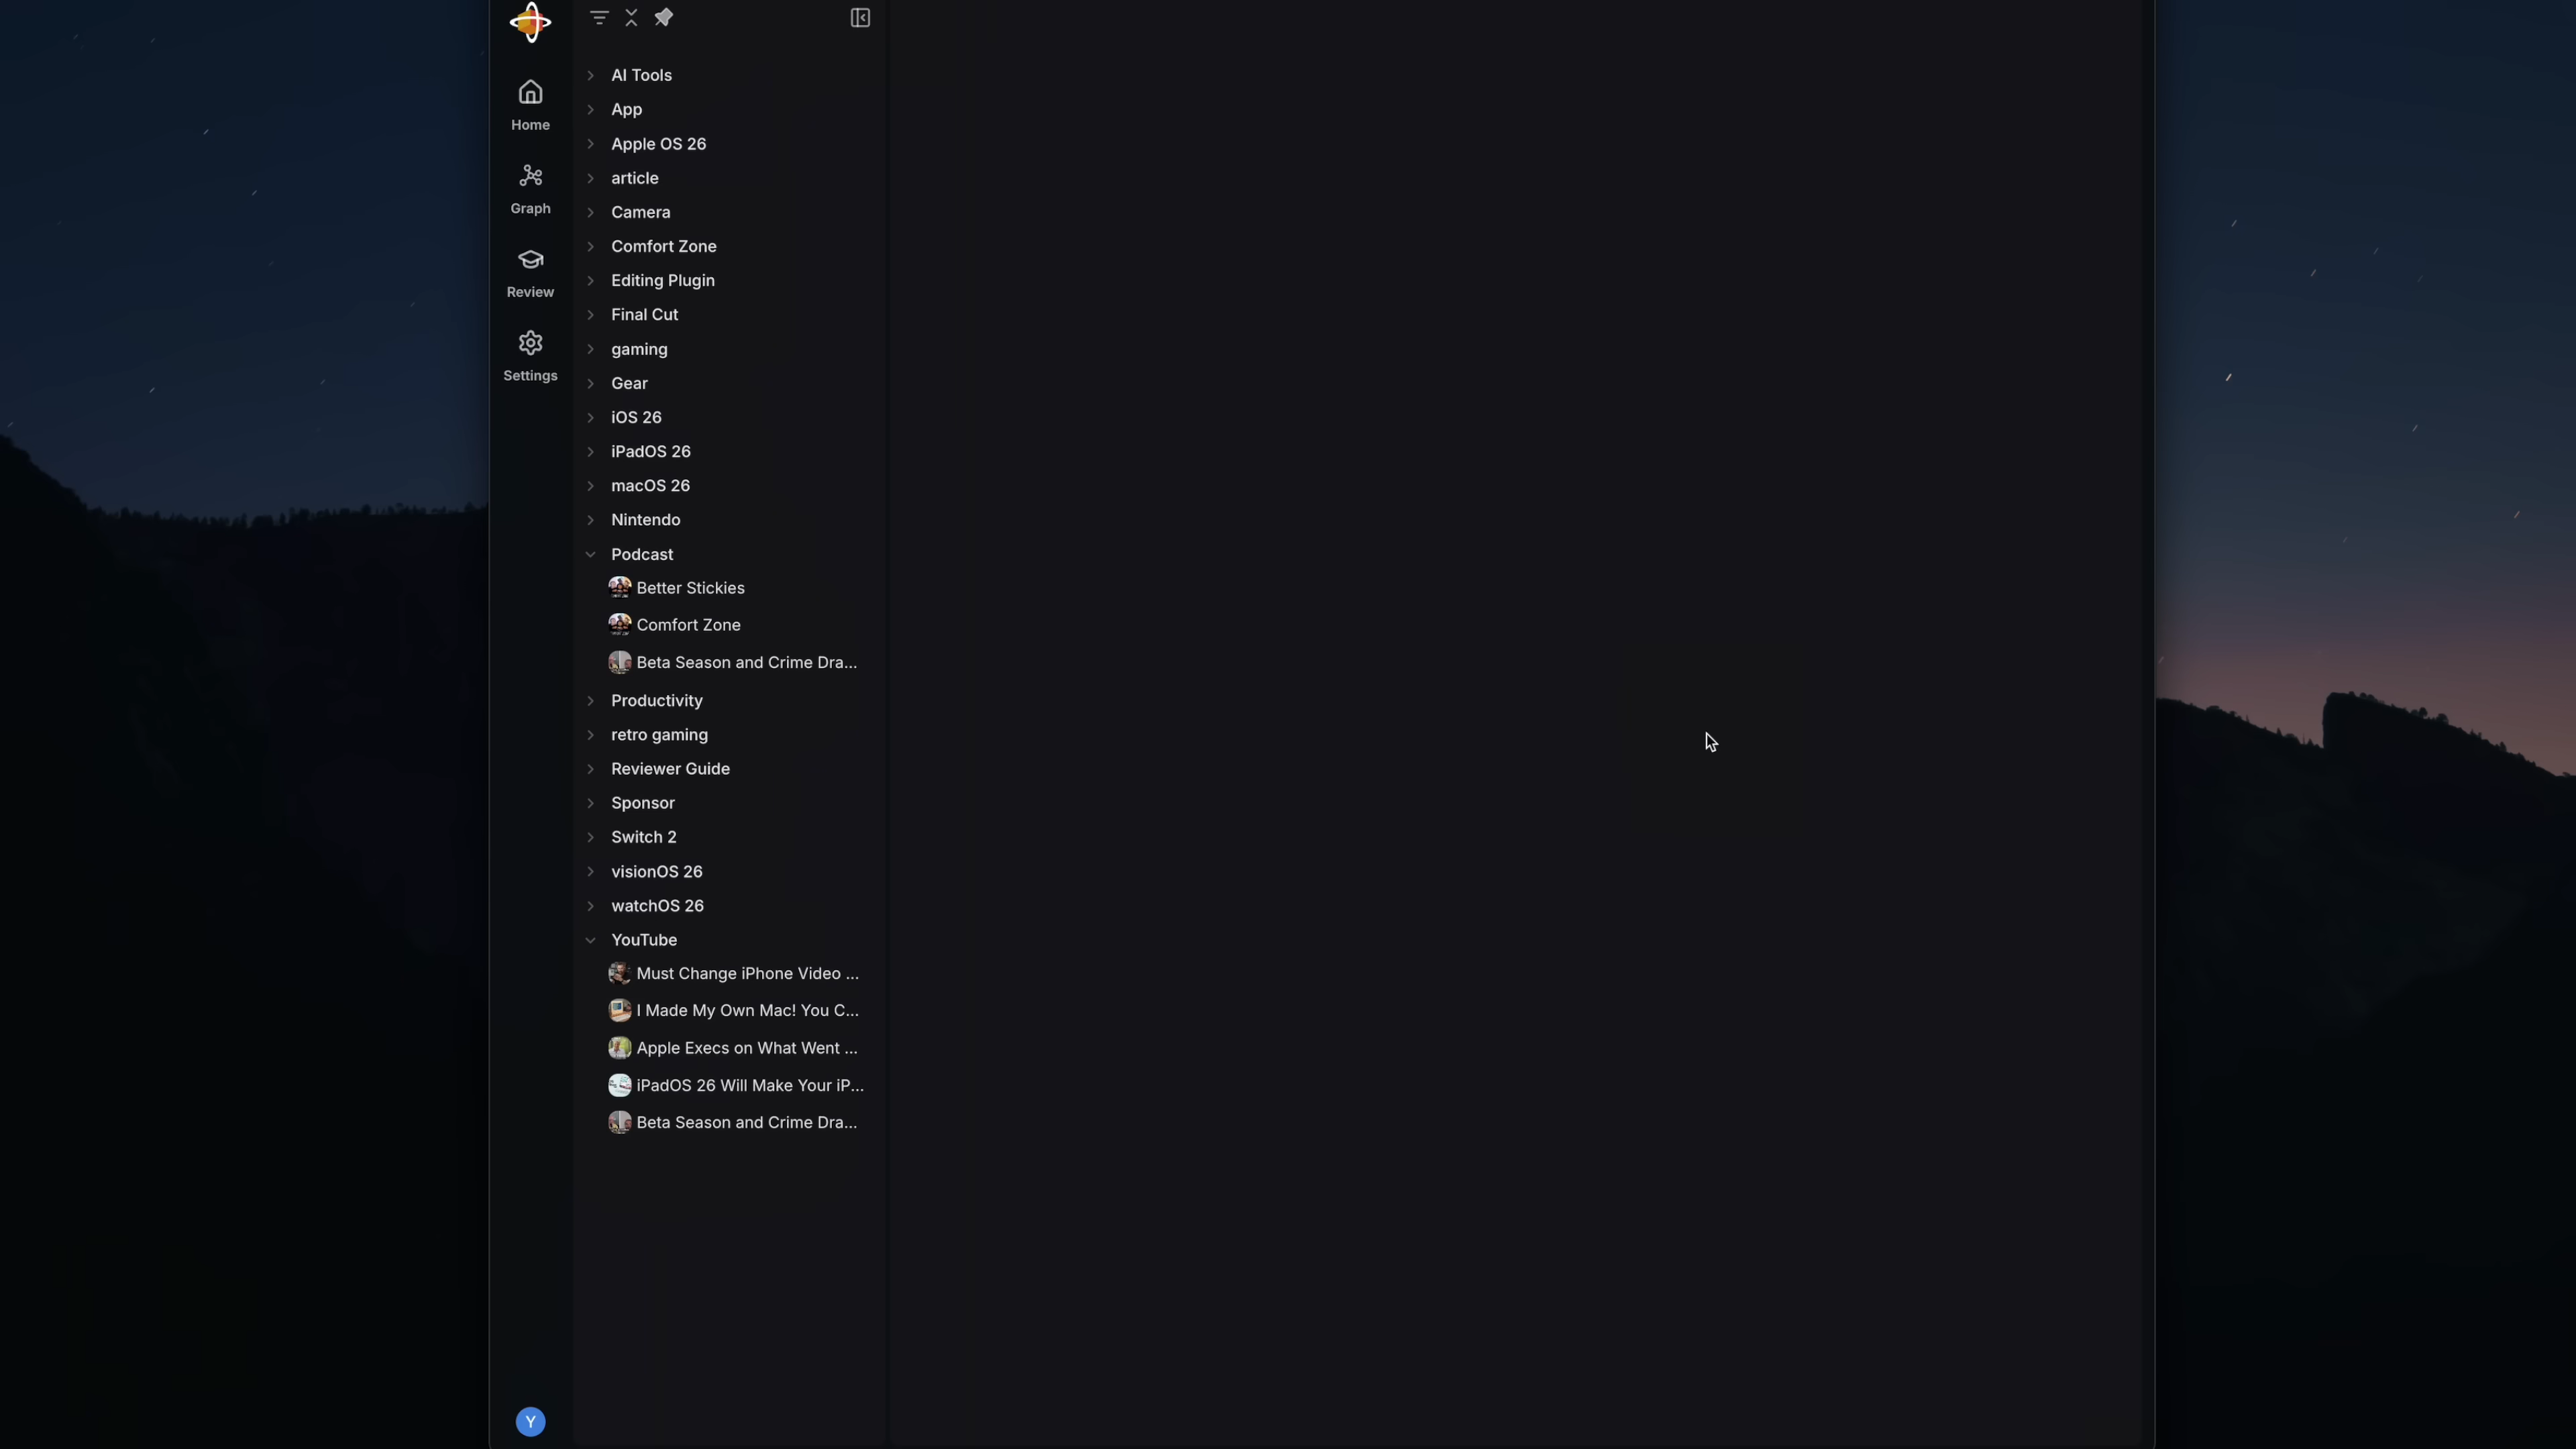 Home
Graph
Review
Settings
AI Tools
App
Apple OS 26
article
Camera
Comfort Zone
Editing Plugin
Final Cut
gaming
Gear
iOS 26
iPadOS 26
macOS 26
Nintendo
Podcast
Better Stickies
Comfort Zone
Beta Season and Crime Dra...
Productivity
retro gaming
Reviewer Guide
Sponsor
Switch 2
visionOS 26
watchOS 26
YouTube
Must Change iPhone Video ...
I Made My Own Mac! You C...
Apple Execs on What Went ...
iPadOS 26 Will Make Your iP...
Beta Season and Crime Dra...
Y